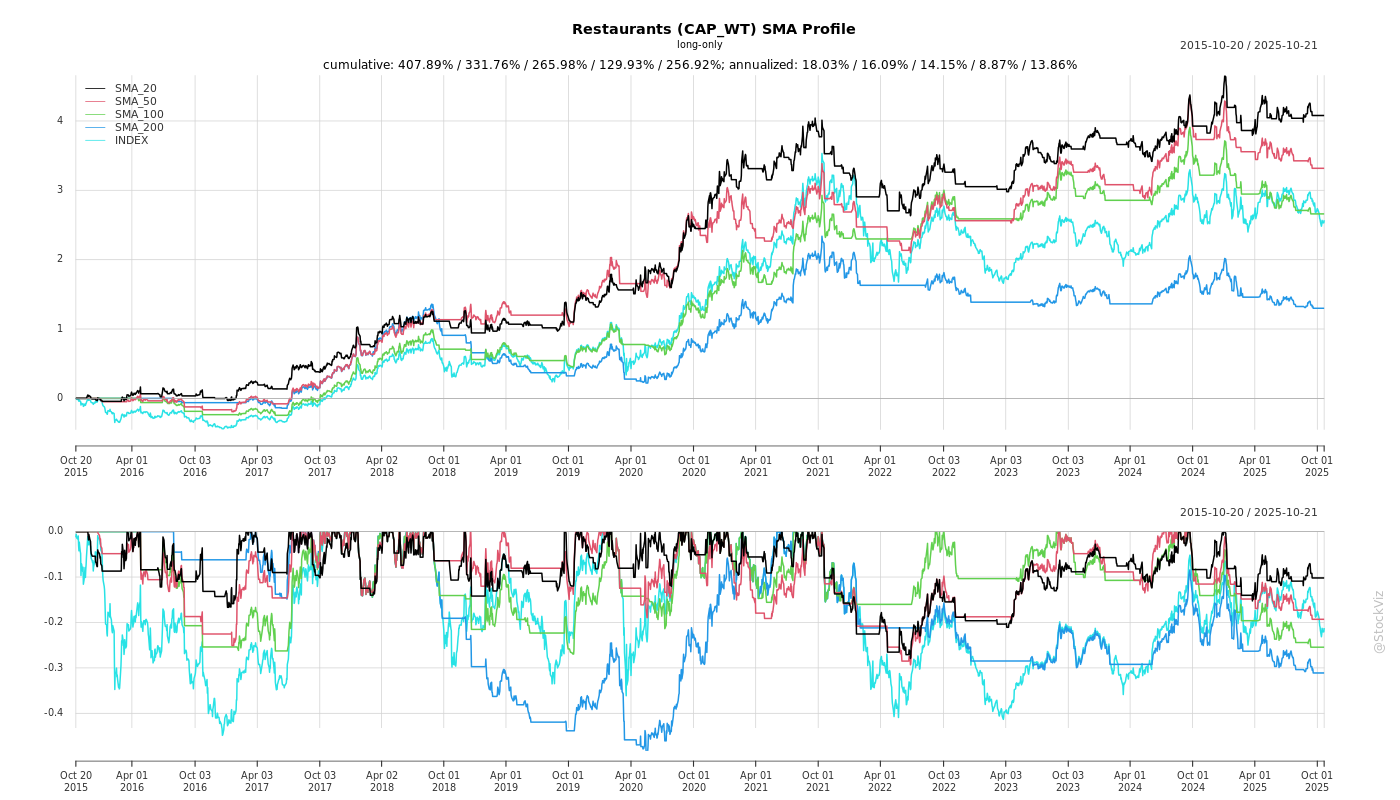 Restaurants (CAP_WT) SMA Profile
long-only
2015-10-20 / 2025-10-21
cumulative: 407.89% / 331.76% / 265.98% / 129.93% / 256.92%; annualized: 18.03% / 16.09% / 14.15% / 8.87% / 13.86%
SMA_20
SMA_50
SMA_100
SMA_200
INDEX
4
3
2
1
0
Oct 20 Apr 01 Oct 03 Apr 03 Oct 03 Apr 02 Oct 01 Apr 01 Oct 01 Apr 01 Oct 01 Apr 01 Oct 01 Apr 01 Oct 03 Apr 03 Oct 03 Apr 01 Oct 01 Apr 01 Oct 01
2015 2016 2016 2017 2017 2018 2018 2019 2019 2020 2020 2021 2021 2022 2022 2023 2023 2024 2024 2025 2025
2015-10-20 / 2025-10-21
0.0
-0.1
-0.2
-0.3
-0.4
Oct 20 Apr 01 Oct 03 Apr 03 Oct 03 Apr 02 Oct 01 Apr 01 Oct 01 Apr 01 Oct 01 Apr 01 Oct 01 Apr 01 Oct 03 Apr 03 Oct 03 Apr 01 Oct 01 Apr 01 Oct 01
2015 2016 2016 2017 2017 2018 2018 2019 2019 2020 2020 2021 2021 2022 2022 2023 2023 2024 2024 2025 2025
@StockViz